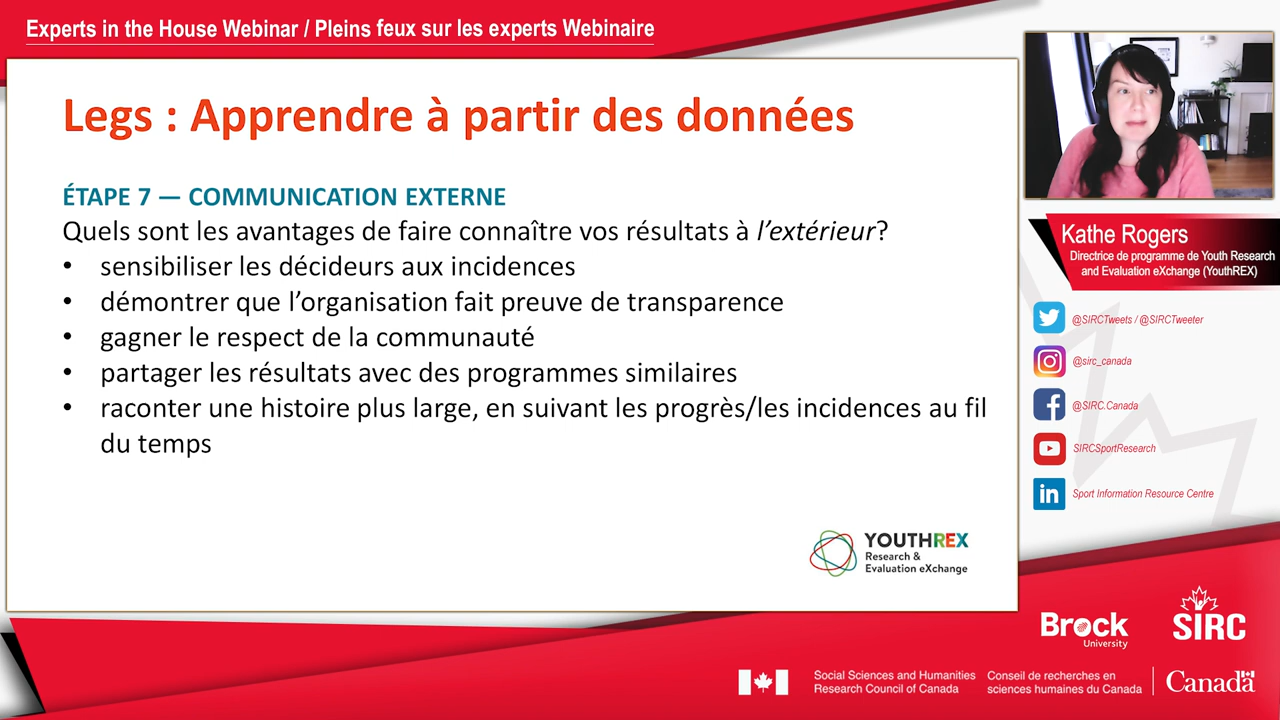 Experts in the House Webinar / Pleins feux sur les experts Webinaire
Legs : Apprendre à partir des données
ÉTAPE 7 — COMMUNICATION EXTERNE
Quels sont les avantages de faire connaître vos résultats à l’extérieur?
• sensibiliser les décideurs aux incidences
• démontrer que l’organisation fait preuve de transparence
• gagner le respect de la communauté
• partager les résultats avec des programmes similaires
• raconter une histoire plus large, en suivant les progrès/les incidences au fil
du temps
YOUTHREX
Research &
Evaluation eXchange
Kathe Rogers
Directrice de programme de Youth Research
and Evaluation eXchange (YouthREX)
@SIRCTweets / @SIRCTweeter
@sirc_canada
@SIRC.Canada
SIRCSportResearch
in
Sport Information Resource Centre
Brock
University
SIRC
Social Sciences and Humanities
Research Council of Canada
Conseil de recherches en
sciences humaines du Canada
Canada